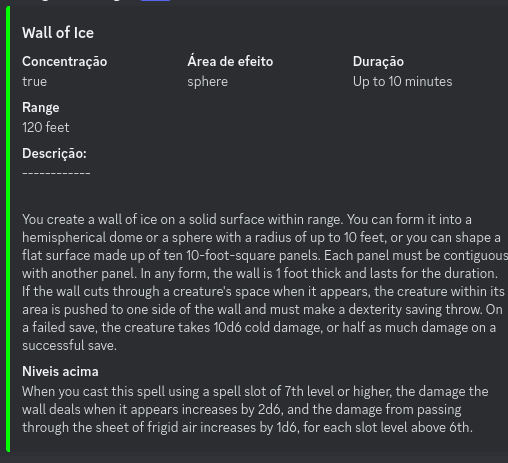 Wall of Ice
Concentração Área de efeito Duração
true sphere Up to 10 minutes
Range
120 feet
Descrição:
------------
You create a wall of ice on a solid surface within range. You can form it into a
hemispherical dome or a sphere with a radius of up to 10 feet, or you can shape a
flat surface made up of ten 10-foot-square panels. Each panel must be contiguous
with another panel. In any form, the wall is 1 foot thick and lasts for the duration.
If the wall cuts through a creature's space when it appears, the creature within its
area is pushed to one side of the wall and must make a dexterity saving throw. On
a failed save, the creature takes 10d6 cold damage, or half as much damage on a
successful save.
Niveis acima
When you cast this spell using a spell slot of 7th level or higher, the damage the
wall deals when it appears increases by 2d6, and the damage from passing
through the sheet of frigid air increases by 1d6, for each slot level above 6th.